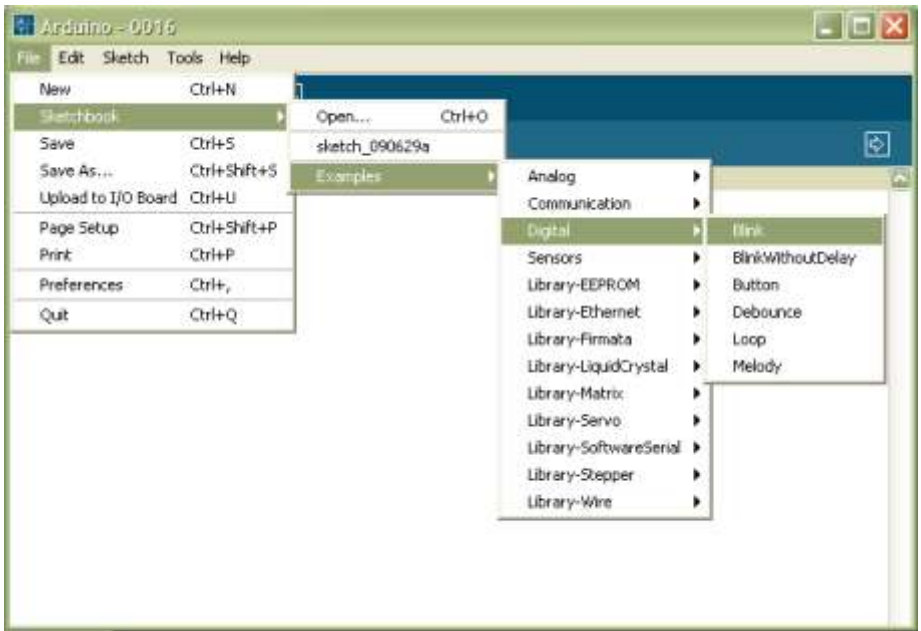 Arduino - 0016
File Edit Sketch Tools Help
New Ctrl+N
Sketchbook
Save Ctrl+S
Save As... Ctrl+Shift+S
Upload to I/O Board Ctrl+U
Page Setup Ctrl+Shift+P
Print Ctrl+P
Preferences Ctrl+,
Quit Ctrl+Q
Open... Ctrl+O
sketch_090629a
Examples
Analog
Communication
Digital
Sensors
Library-EEPROM
Library-Ethernet
Library-Firmata
Library-LiquidCrystal
Library-Matrix
Library-Servo
Library-SoftwareSerial
Library-Stepper
Library-Wire
Blink
BlinkWithoutDelay
Button
Debounce
Loop
Melody